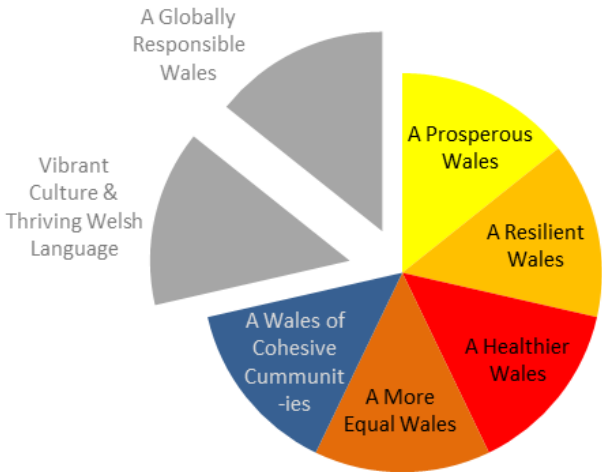 A Globally
Responsible
Wales
A Prosperous
Wales
A Resilient
Wales
A Healthier
Wales
A More
Equal Wales
A Wales of
Cohesive
Cummunit
-ies
Vibrant
Culture &
Thriving Welsh
Language